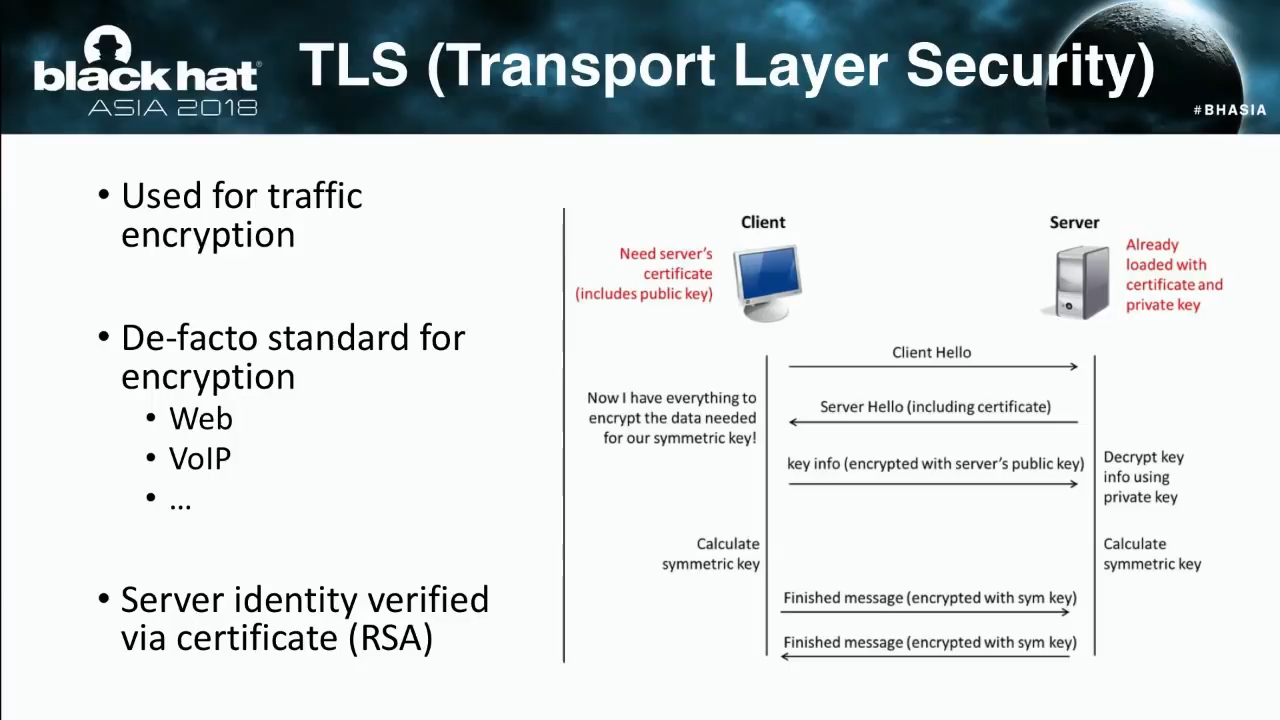 black hat
ASIA 2018
TLS (Transport Layer Security)
#BHASIA
• Used for traffic
encryption
• De-facto standard for
encryption
• Web
• VoIP
• ...
• Server identity verified
via certificate (RSA)
Client
Server
Need server's
certificate
(includes public key)
Already
loaded with
certificate and
private key
Client Hello
Now I have everything to
encrypt the data needed
for our symmetric key!
Server Hello (including certificate)
key info (encrypted with server's public key)
Decrypt key
info using
private key
Calculate
symmetric key
Calculate
symmetric key
Finished message (encrypted with sym key)
Finished message (encrypted with sym key)